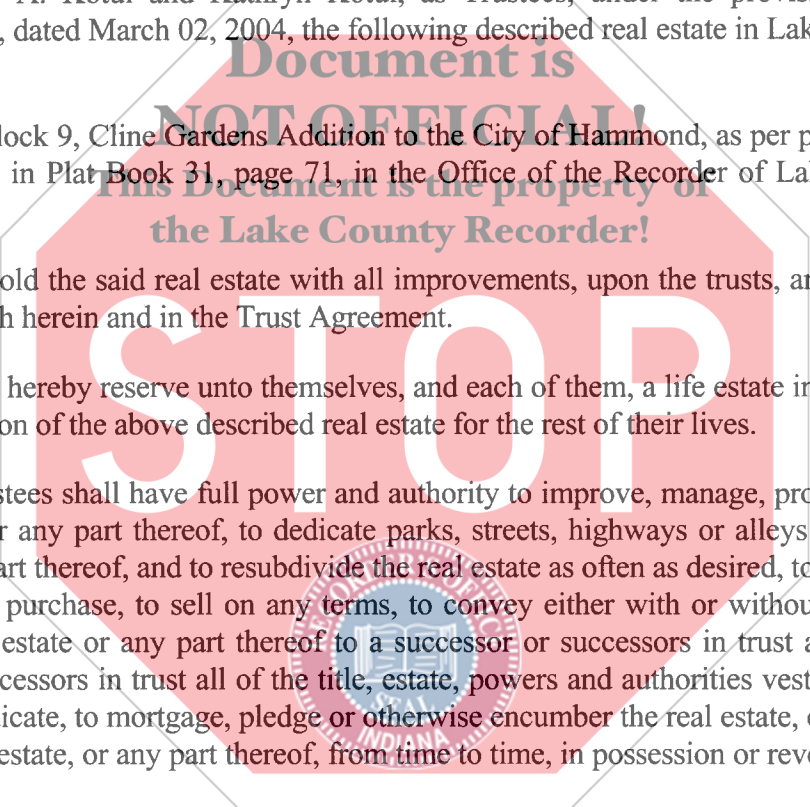 A. Kotal and Kathryn Kotal, as Trustees, under the provis
, dated March 02, 2004, the following described real estate in Lak
Document is
NOT OFFICIAL!
lock 9, Cline Gardens Addition to the City of Hammond, as per p
in Plat Book 31, page 71, in the Office of the Recorder of Lak
This Document is the property of
the Lake County Recorder!
old the said real estate with all improvements, upon the trusts, an
h herein and in the Trust Agreement.
STOP
hereby reserve unto themselves, and each of them, a life estate in
on of the above described real estate for the rest of their lives.
stees shall have full power and authority to improve, manage, pro
r any part thereof, to dedicate parks, streets, highways or alleys
art thereof, and to resubdivide the real estate as often as desired, to
purchase, to sell on any terms, to convey either with or withou
estate or any part thereof to a successor or successors in trust a
ccessors in trust all of the title, estate, powers and authorities vest
icate, to mortgage, pledge or otherwise encumber the real estate,
estate, or any part thereof, from time to time, in possession or reve
RECORDER'S OFFICE
SEAL
INDIANA